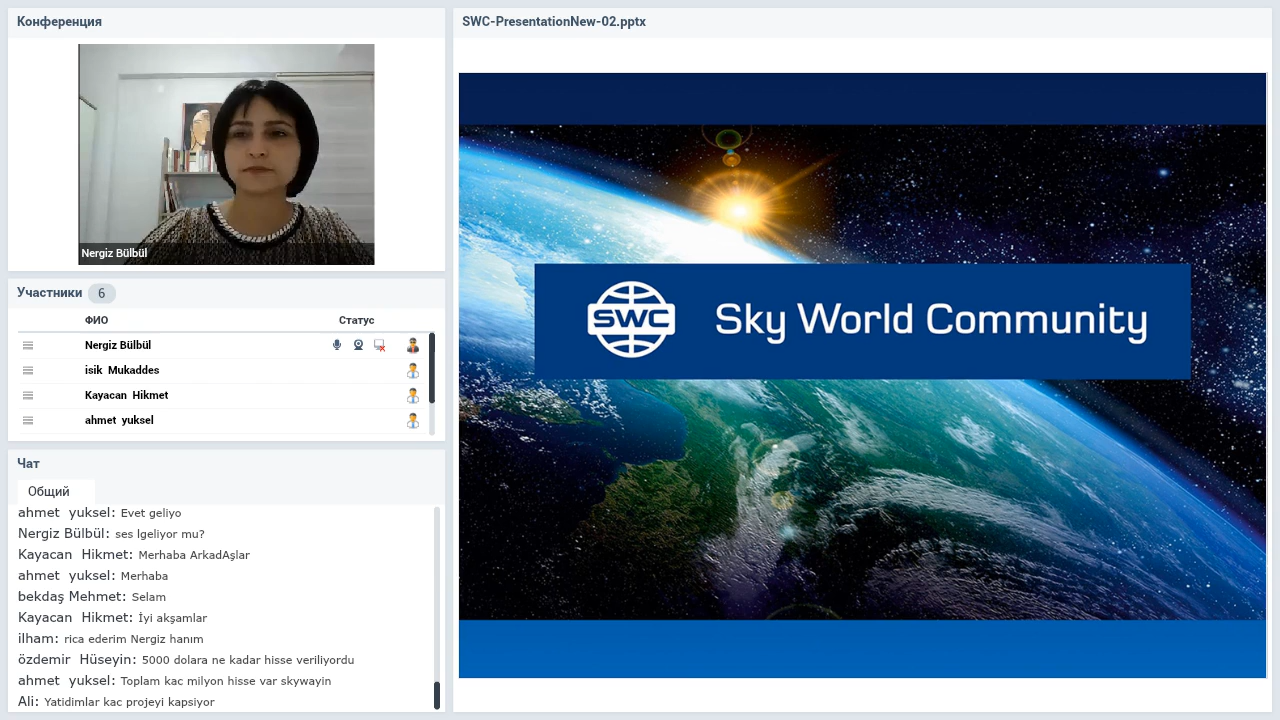 Конференция
Nergiz Bülbül
Участники 6
ФИО Статус
Nergiz Bülbül
isik Mukaddes
Kayacan Hikmet
ahmet yuksel
Чат
Общий
ahmet yuksel: Evet geliyo
Nergiz Bülbül: ses lgeliyor mu?
Kayacan Hikmet: Merhaba ArkadAşlar
ahmet yuksel: Merhaba
bekdaş Mehmet: Selam
Kayacan Hikmet: İyi akşamlar
ilham: rica ederim Nergiz hanım
özdemir Hüseyin: 5000 dolara ne kadar hisse veriliyordu
ahmet yuksel: Toplam kac milyon hisse var skywayin
Ali: Yatidimlar kac projeyi kapsiyor
SWC-PresentationNew-02.pptx
SWC Sky World Community